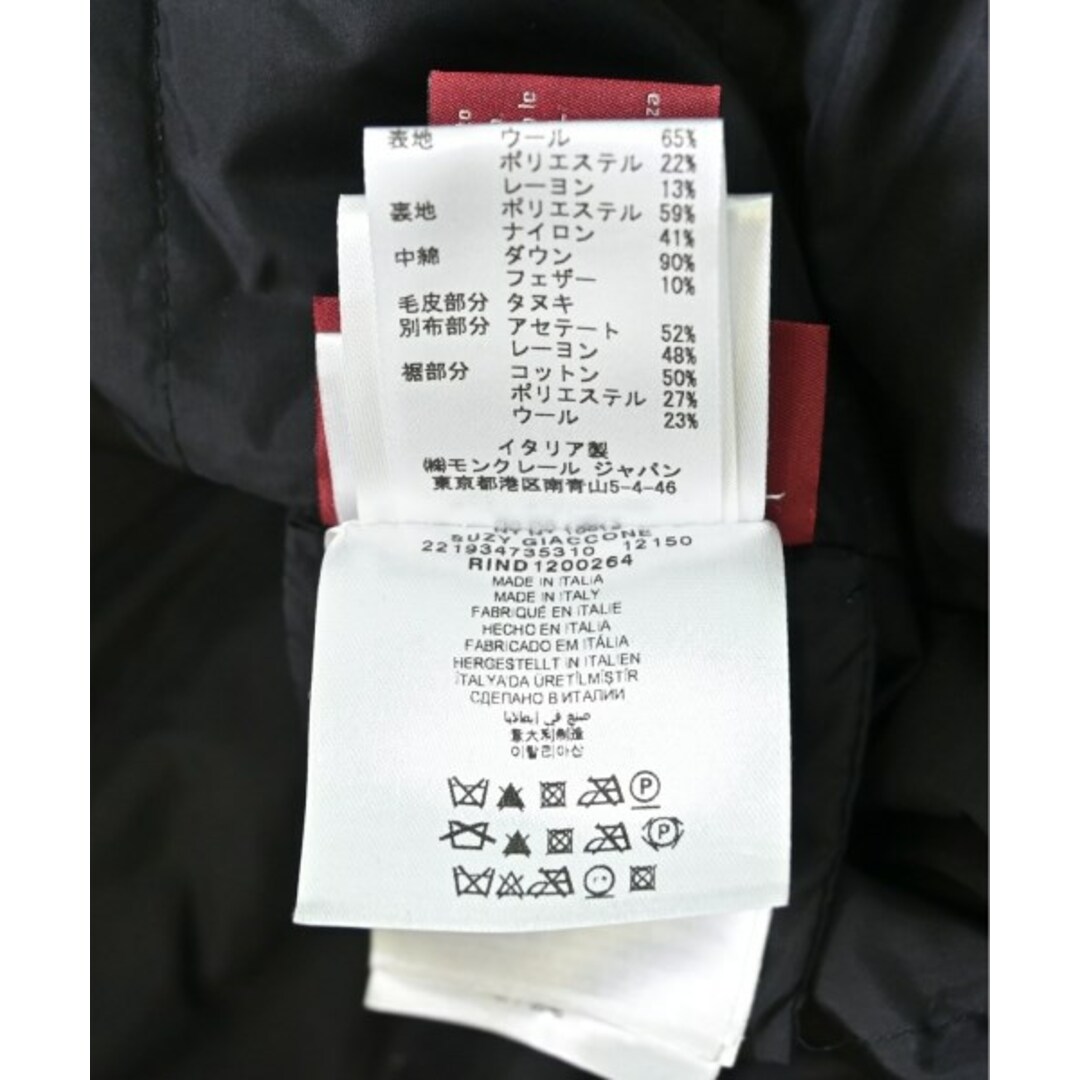 表地 ウール 65%
ポリエステル 22%
レーヨン 13%
裏地 ポリエステル 59%
ナイロン 41%
中綿 ダウン 90%
フェザー 10%
毛皮部分 タヌキ
別布部分 アセテート 52%
レーヨン 48%
裾部分 コットン 50%
ポリエステル 27%
ウール 23%
イタリア製
㈱モンクレール ジャパン
東京都港区南青山5-4-46
SUZY GIACCONE
221934735310 12150
RIND1200264
MADE IN ITALIA
MADE IN ITALY
FABRIQUÉ EN ITALIE
HECHO EN ITALIA
FABRICADO EM ITÁLIA
HERGESTELLT IN ITALIEN
İTALYA'DA ÜRETİLMİŞTİR
СДЕЛАНО В ИТАЛИИ
صنع في إيطاليا
意大利制造
이탈리아산
P
P